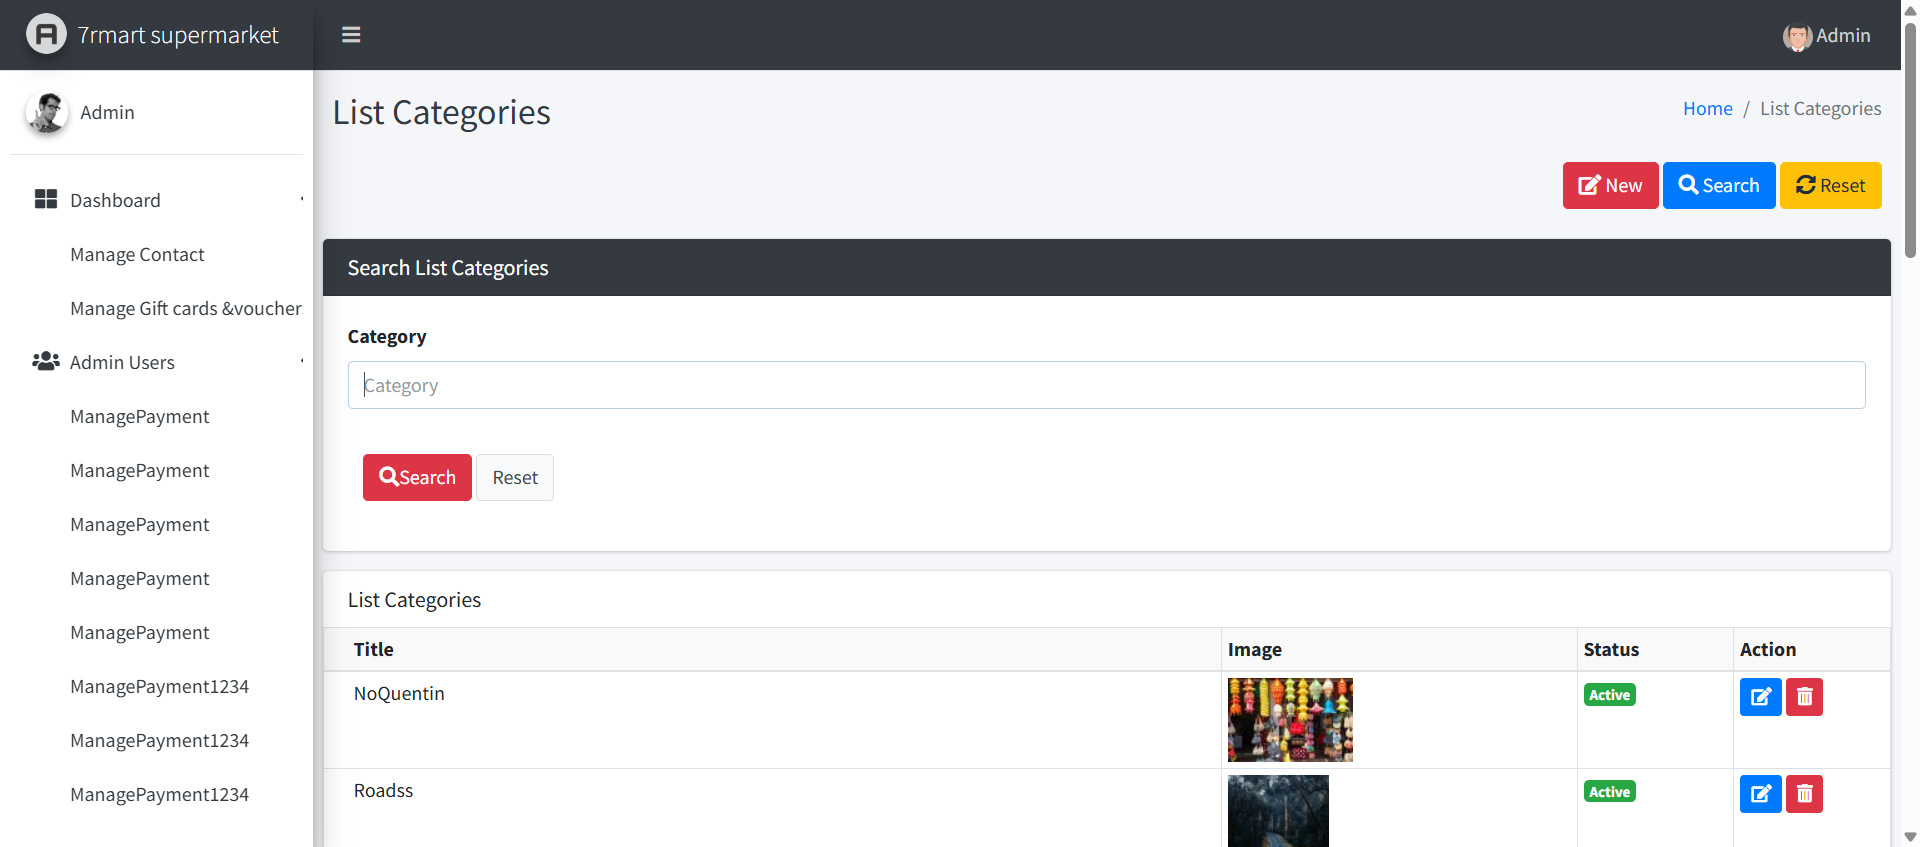 7rmart supermarket
Admin
Admin
List Categories
Home / List Categories
New
Search
Reset
Dashboard
Manage Contact
Manage Gift cards &voucher
Admin Users
ManagePayment
ManagePayment
ManagePayment
ManagePayment
ManagePayment
ManagePayment1234
ManagePayment1234
ManagePayment1234
Search List Categories
Category
Category
Search
Reset
List Categories
Title Image Status Action
NoQuentin Active
Roadss Active